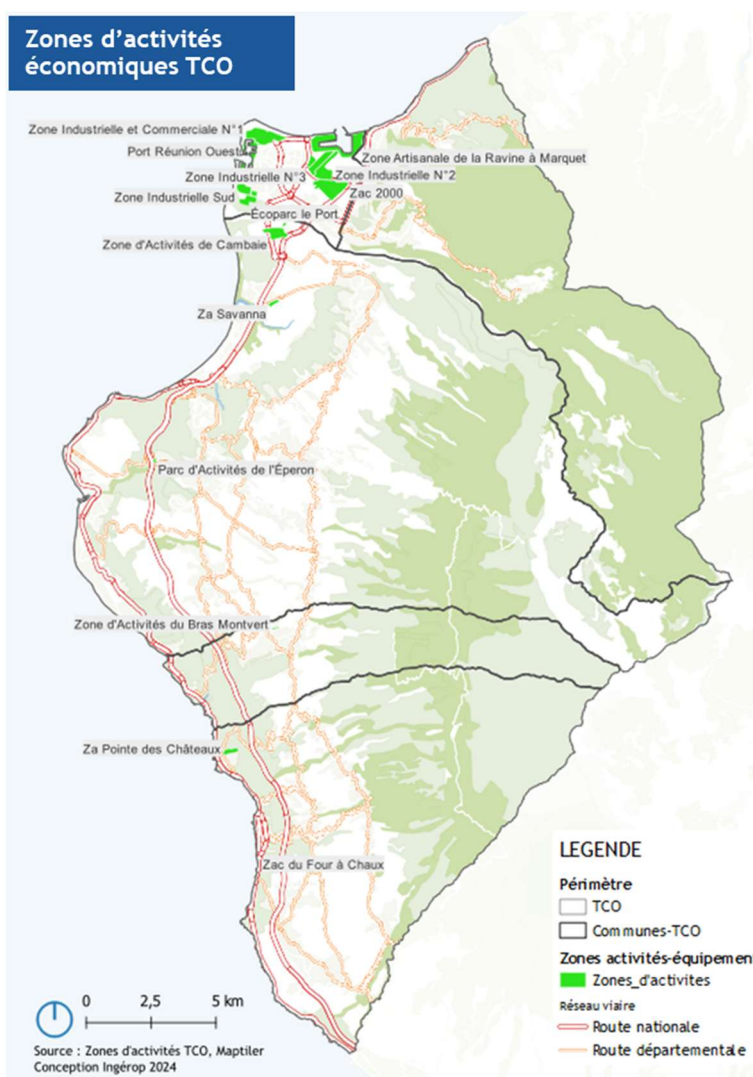 Zones d'activités
économiques TCO
Zone Industrielle et Commerciale N°1
Port Réunion Ouest
Zone Artisanale de la Ravine à Marquet
Zone Industrielle N°3
Zone Industrielle N°2
Zone Industrielle Sud
Zac 2000
Écoparc le Port
Zone d'Activités de Cambaie
Za Savanna
Parc d'Activités de l'Éperon
Zone d'Activités du Bras Montvert
Za Pointe des Châteaux
Zac du Four à Chaux
LEGENDE
Périmètre
TCO
Communes-TCO
Zones activités-équipemen
Zones_d'activites
Réseau viaire
Route nationale
Route départementale
0 2,5 5 km
Source : Zones d'activités TCO, Maptiler
Conception Ingérop 2024